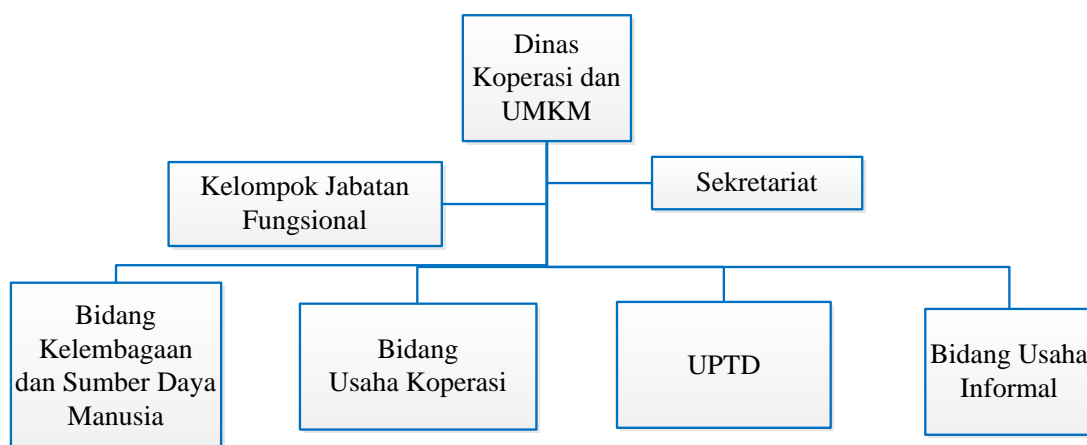 Dinas
Koperasi dan
UMKM
Kelompok Jabatan
Fungsional
Sekretariat
Bidang
Kelembagaan
dan Sumber Daya
Manusia
Bidang
Usaha Koperasi
UPTD
Bidang Usaha
Informal